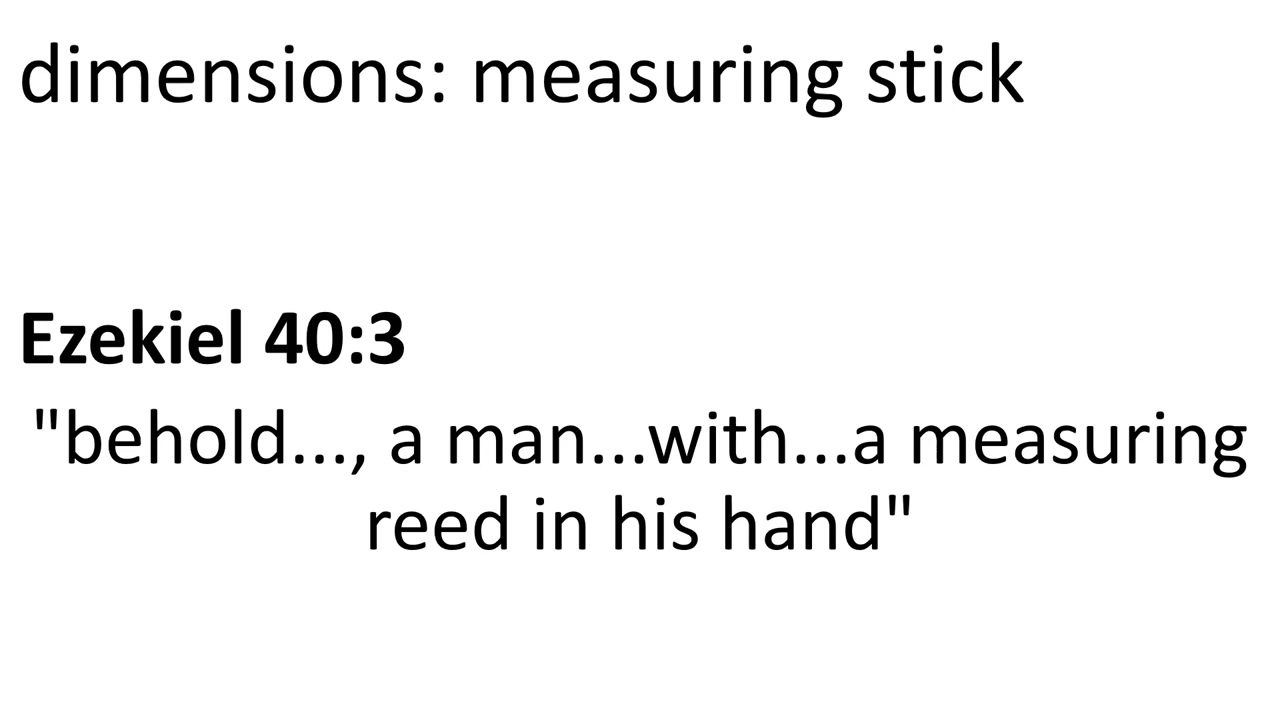 dimensions: measuring stick
Ezekiel 40:3
"behold..., a man...with...a measuring
reed in his hand"